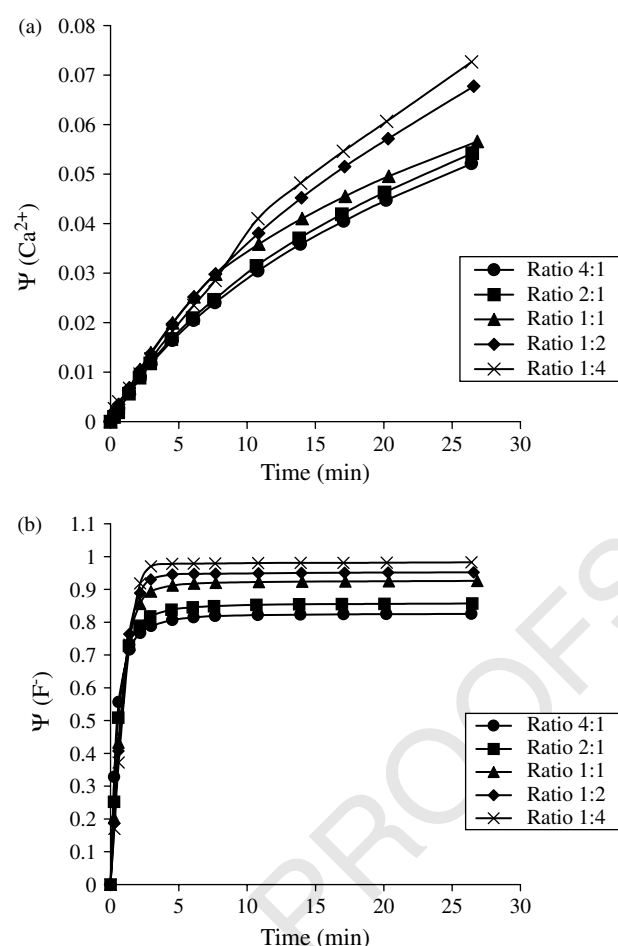 (a)
0.08
0.07
0.06
0.05
0.04
0.03
0.02
0.01
0
Ψ (Ca²⁺)
Ratio 4:1
Ratio 2:1
Ratio 1:1
Ratio 1:2
Ratio 1:4
0 5 10 15 20 25 30
Time (min)
(b)
1.1
1
0.9
0.8
0.7
0.6
0.5
0.4
0.3
0.2
0.1
0
Ψ (F⁻)
Ratio 4:1
Ratio 2:1
Ratio 1:1
Ratio 1:2
Ratio 1:4
0 5 10 15 20 25 30
Time (min)
PROOFS